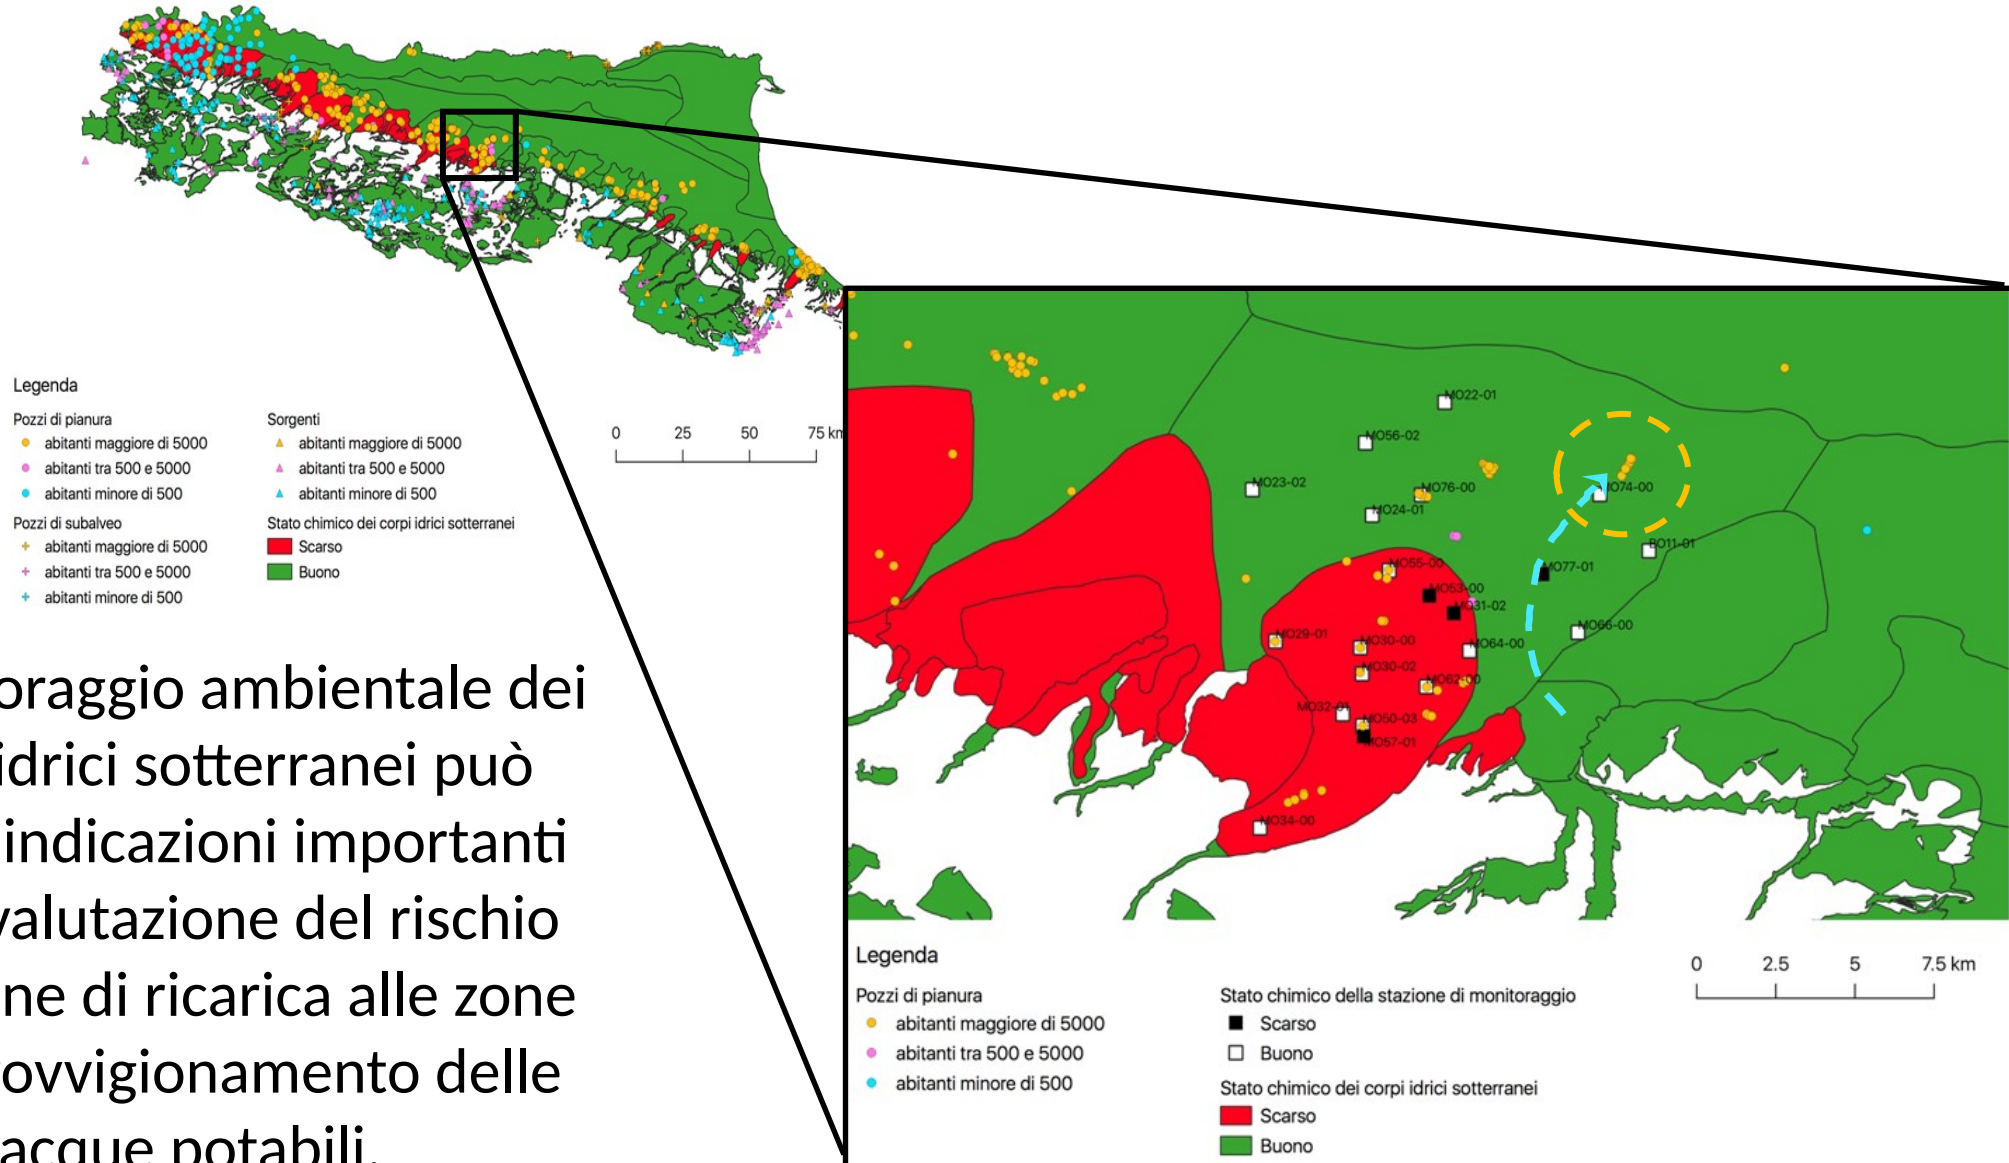 Legenda
Pozzi di pianura
abitanti maggiore di 5000
abitanti tra 500 e 5000
abitanti minore di 500
Pozzi di subalveo
abitanti maggiore di 5000
abitanti tra 500 e 5000
abitanti minore di 500
Sorgenti
abitanti maggiore di 5000
abitanti tra 500 e 5000
abitanti minore di 500
Stato chimico dei corpi idrici sotterranei
Scarso
Buono
0 25 50 75 km
oraggio ambientale dei
idrici sotterranei può
indicazioni importanti
valutazione del rischio
ne di ricarica alle zone
ovvigionamento delle
acque potabili.
MO22-01
MO56-02
MO23-02
MO76-00
MO74-00
MO24-01
BO11-01
MO55-00
MO77-01
MO53-00
MO31-02
MO66-00
MO29-01
MO30-00
MO64-00
MO30-02
MO62-00
MO32-01
MO50-03
MO57-01
MO34-00
Legenda
Pozzi di pianura
abitanti maggiore di 5000
abitanti tra 500 e 5000
abitanti minore di 500
Stato chimico della stazione di monitoraggio
Scarso
Buono
Stato chimico dei corpi idrici sotterranei
Scarso
Buono
0 2.5 5 7.5 km